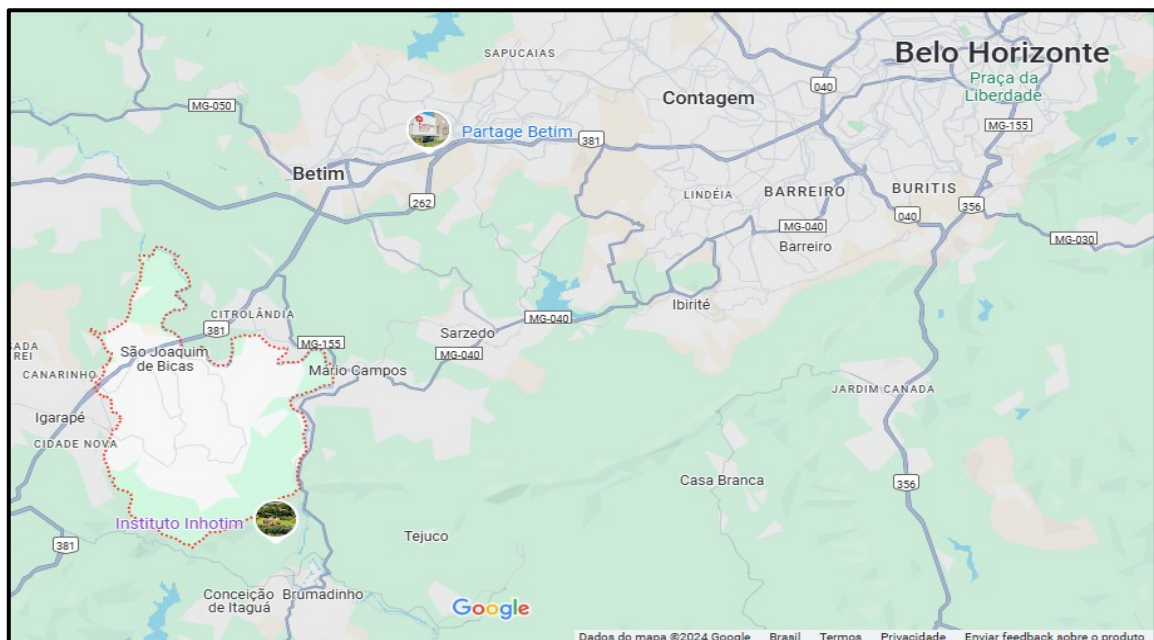 SAPUCAIAS
Belo Horizonte
Praça da
Liberdade
040
Contagem
MG-050
MG-155
Partage Betim
381
Betim
LINDÉIA
BARREIRO
BURITIS
262
356
040
MG-040
Barreiro
MG-030
CITROLÂNDIA
Ibirité
381
MG-040
Sarzedo
MG-155
São Joaquim
de Bicas
MG-040
SADA
REI
CANARINHO
Mário Campos
JARDIM CANADA
Igarapé
CIDADE NOVA
Casa Branca
356
Instituto Inhotim
Tejuco
381
Conceição
de Itaguá
Brumadinho
Google
Dados do mapa ©2024 Google Brasil Termos Privacidade Enviar feedback sobre o produto